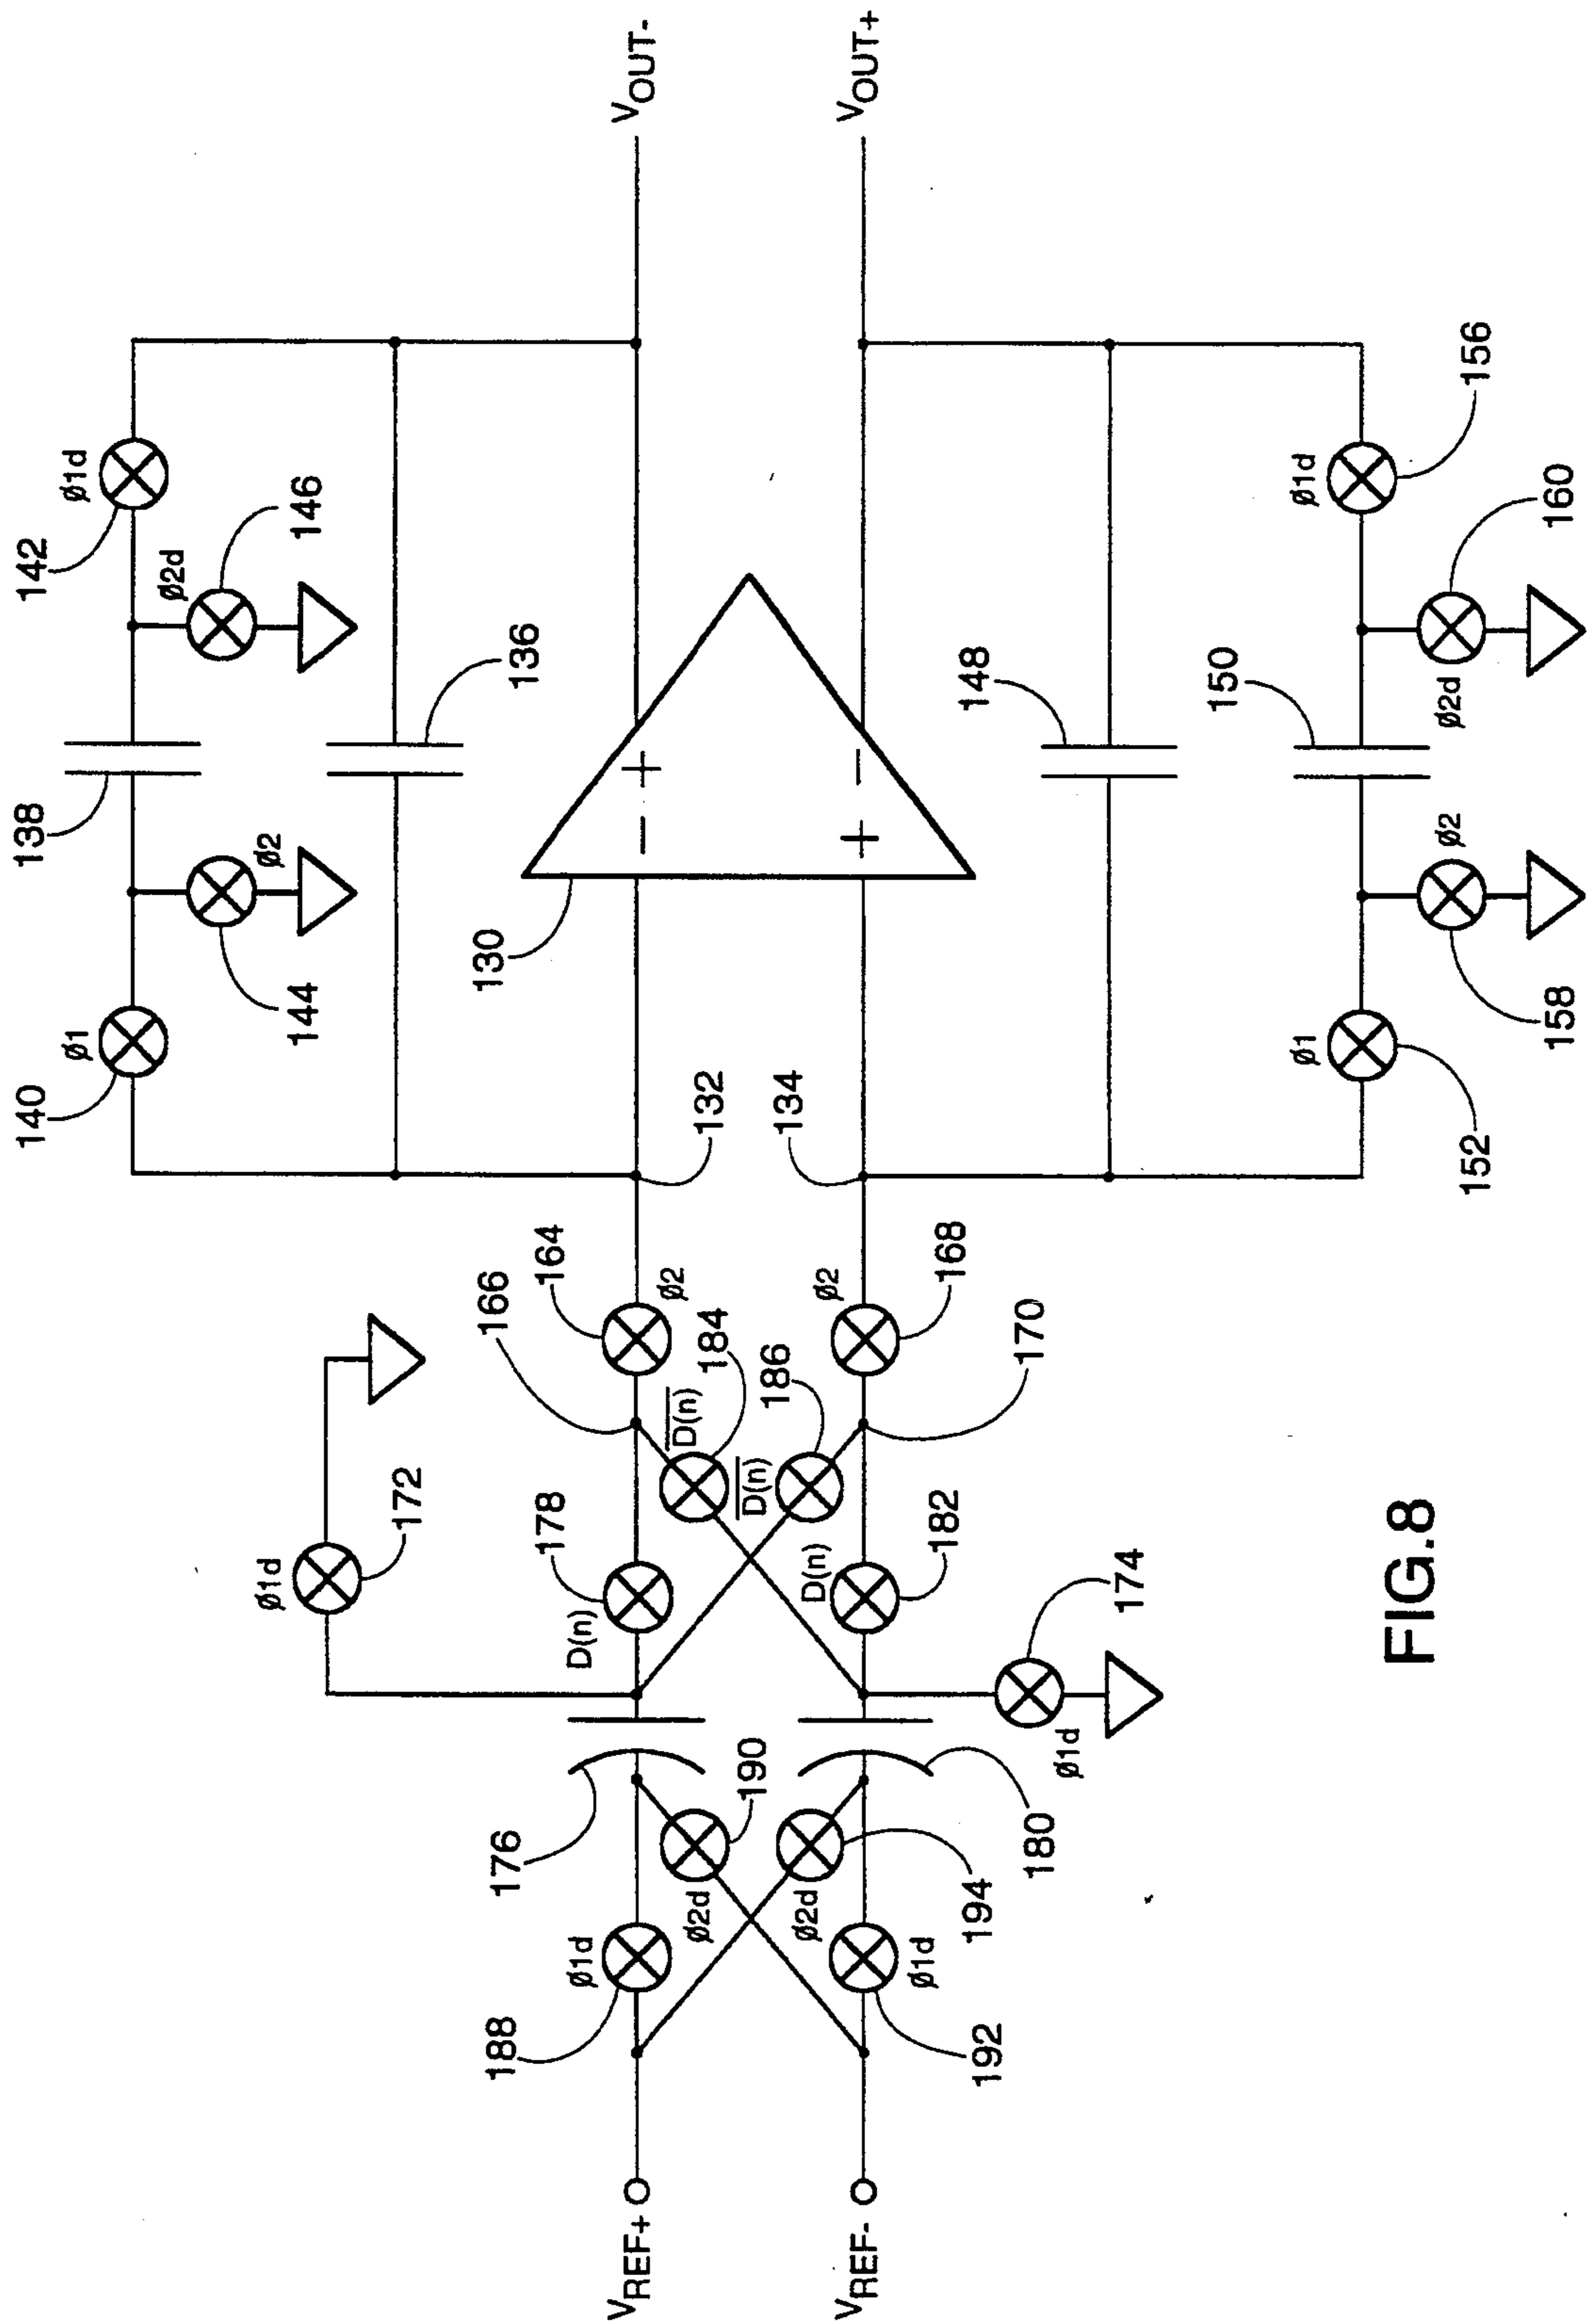 142
ø1d
146
ø2d
138
ø2
144
ø1
140
136
VOUT-
VOUT+
130
+
−
−
+
132
134
148
150
156
ø1d
160
ø2d
ø2
158
ø1
152
164
ø2
166
184
D(n)
186
D(n)
ø2
168
170
172
ø1d
178
D(n)
182
D(n)
174
ø1d
176
190
ø2d
ø2d
194
180
ø1d
188
ø1d
192
VREF+
VREF-
FIG.8